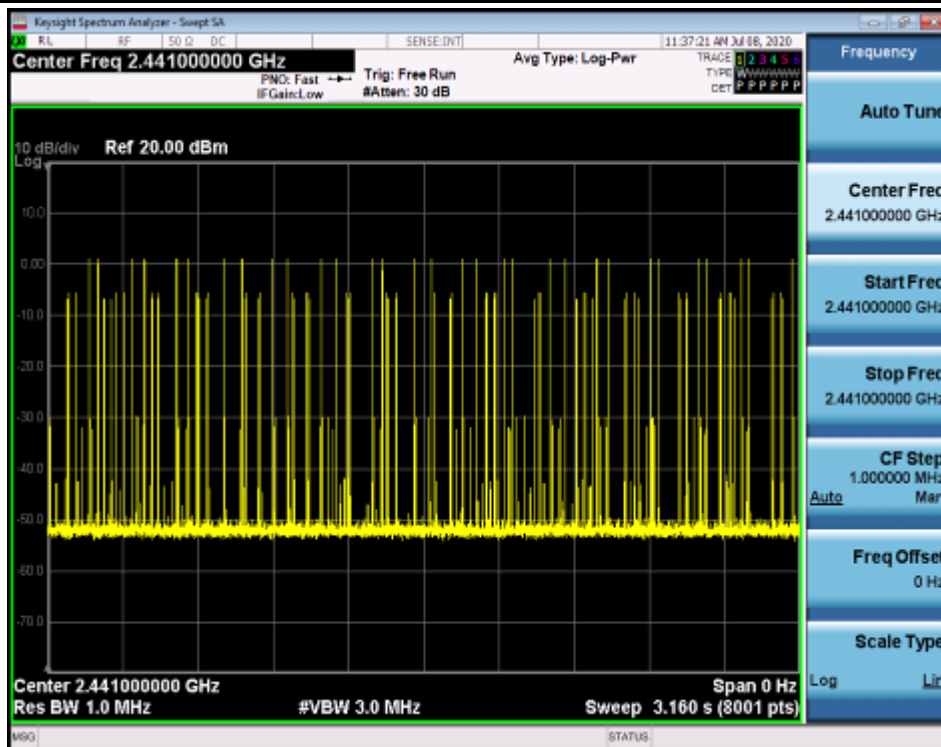 Keysight Spectrum Analyzer - Swept SA
RL RF 50 Ω DC SENSE:INT 11:37:21 AM Jul 08, 2020
Center Freq 2.441000000 GHz
PNO: Fast
IFGain:Low
Trig: Free Run
#Atten: 30 dB
Avg Type: Log-Pwr
TRACE 1 2 3 4 5 6
TYPE WWWWWW
DET P P P P P P
10 dB/div Ref 20.00 dBm
Log
10.0
0.00
-10.0
-20.0
-30.0
-40.0
-50.0
-60.0
-70.0
Center 2.441000000 GHz Span 0 Hz
Res BW 1.0 MHz #VBW 3.0 MHz Sweep 3.160 s (8001 pts)
MSG STATUS
Frequency
Auto Tune
Center Freq
2.441000000 GHz
Start Freq
2.441000000 GHz
Stop Freq
2.441000000 GHz
CF Step
1.000000 MHz
Auto Man
Freq Offset
0 Hz
Scale Type
Log Lin